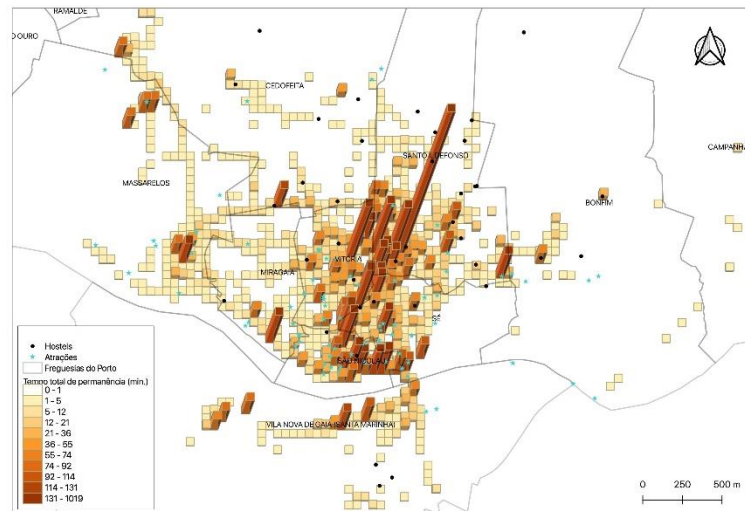 RAMALDE
O OURO
CEDOFEITA
SANTO ILDEFONSO
CAMPANHÃ
MASSARELOS
BONFIM
VITÓRIA
MIRAGAIA
SÉ
SÃO NICOLAU
VILA NOVA DE GAIA (SANTA MARINHA)
Hosteis
Atrações
Freguesias do Porto
Tempo total de permanência (min.)
0 - 1
1 - 5
5 - 12
12 - 21
21 - 36
36 - 55
55 - 74
74 - 92
92 - 114
114 - 131
131 - 1019
0 250 500 m